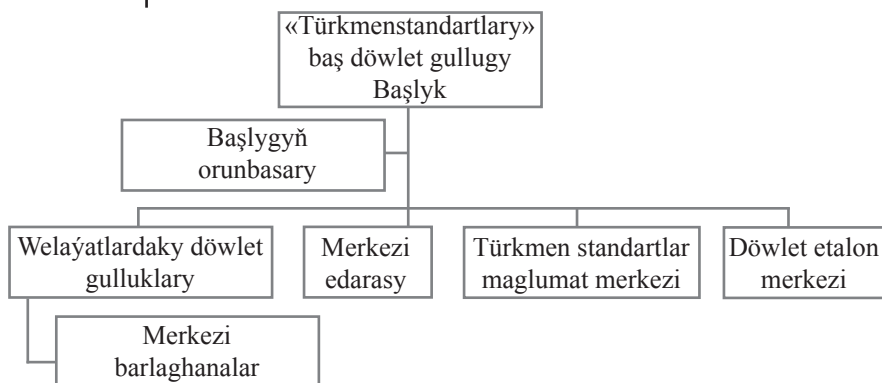 «Türkmenstandartlary»
baş döwlet gullugy
Başlyk
Başlygyň
orunbasary
Welaýatlardaky döwlet
gulluklary
Merkezi
edarasy
Türkmen standartlar
maglumat merkezi
Döwlet etalon
merkezi
Merkezi
barlaghanalar